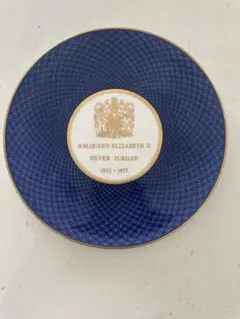 H.M. QUEEN ELIZABETH II
SILVER JUBILEE
1952 - 1977